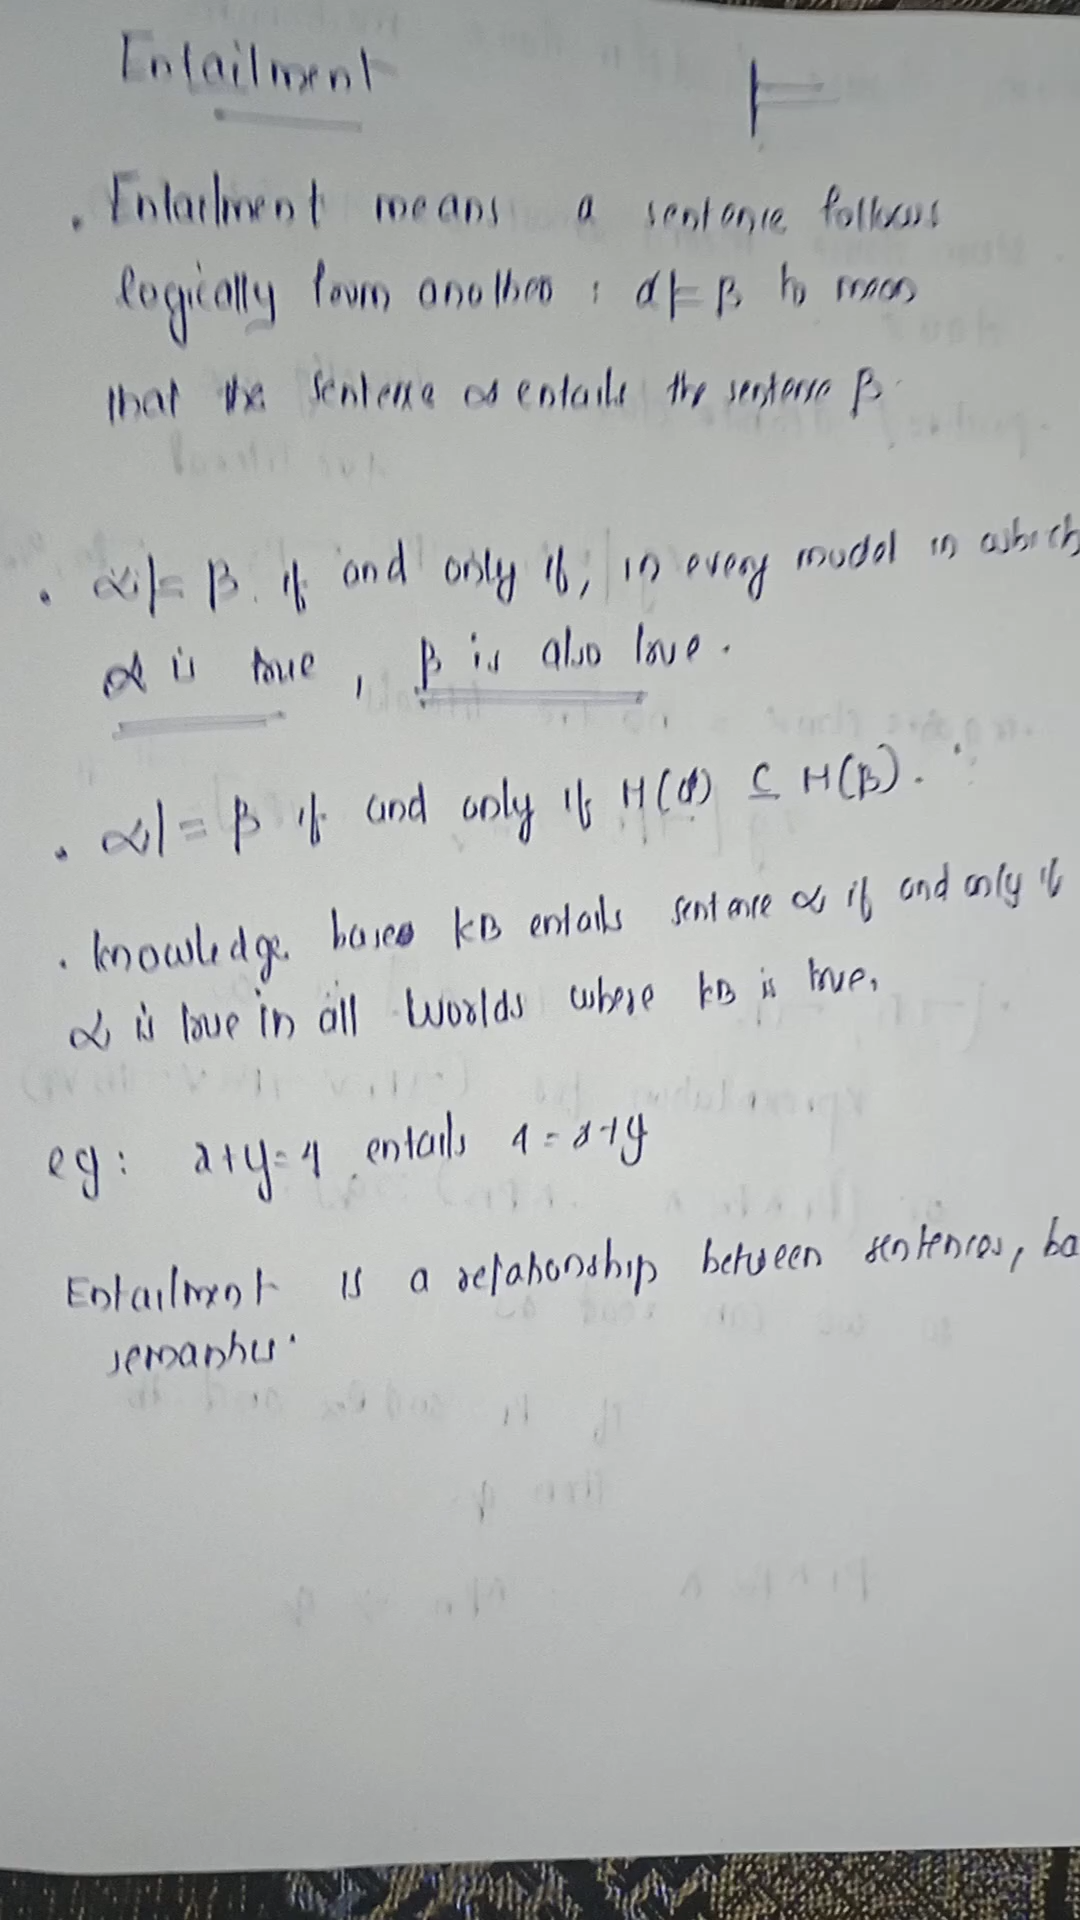 Entailment ⊨
. Entailment means a sentence follows
logically from another : α ⊨ β to mean
that the sentence α entails the sentence β.
. α |= β if and only if, in every model in which
α is true , β is also true .
. α |= β if and only if M(α) ⊆ M(β).
. knowledge bases KB entails sentence α if and only if
α is true in all worlds where KB is true.
eg: x+y=4 entails 4=x+y
Entailment is a relationship between sentences, ba
semantics.